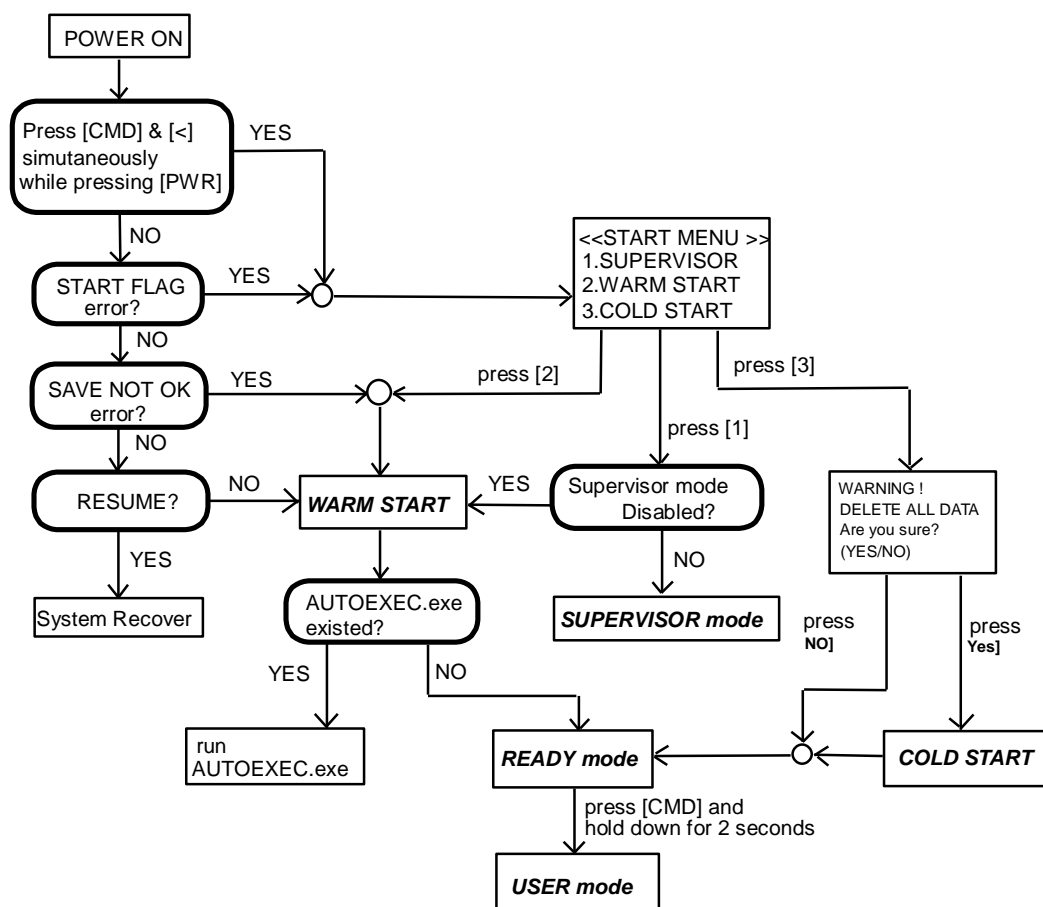 POWER ON
Press [CMD] & [<]
simutaneously
while pressing [PWR]
YES
NO
START FLAG
error?
YES
<<START MENU >>
1.SUPERVISOR
2.WARM START
3.COLD START
NO
SAVE NOT OK
error?
YES
press [2]
press [1]
press [3]
NO
RESUME?
NO
WARM START
YES
Supervisor mode
Disabled?
WARNING !
DELETE ALL DATA
Are you sure?
(YES/NO)
YES
System Recover
AUTOEXEC.exe
existed?
NO
SUPERVISOR mode
press
NO]
press
Yes]
YES
NO
run
AUTOEXEC.exe
READY mode
COLD START
press [CMD] and
hold down for 2 seconds
USER mode